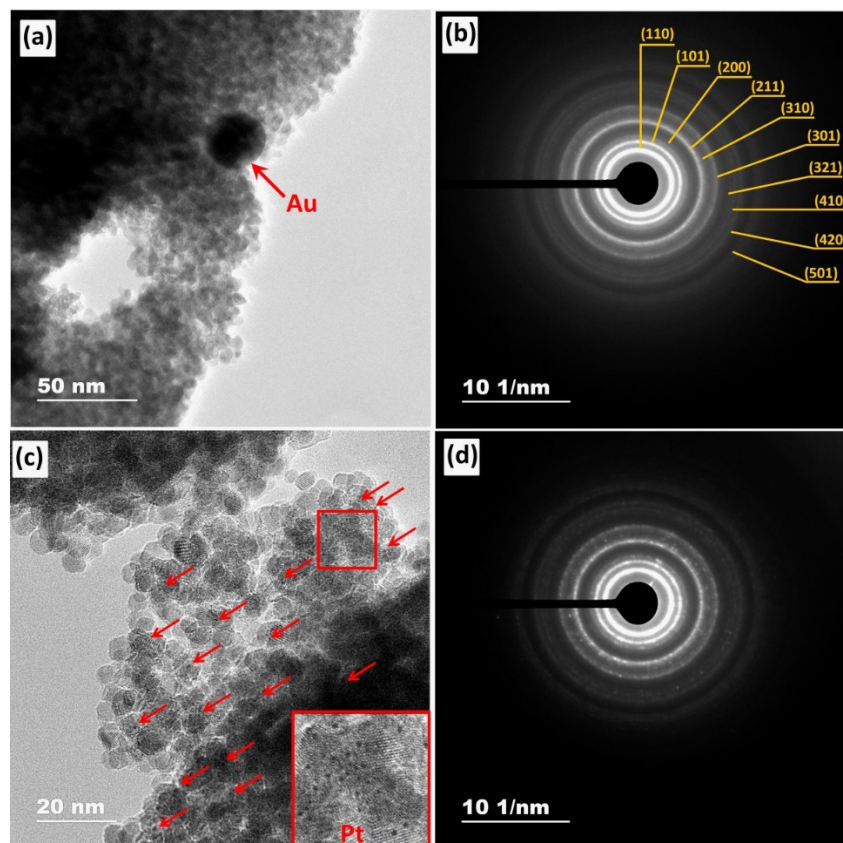 (a)
Au
50 nm
(b)
(110)
(101)
(200)
(211)
(310)
(301)
(321)
(410)
(420)
(501)
10 1/nm
(c)
Pt
20 nm
(d)
10 1/nm